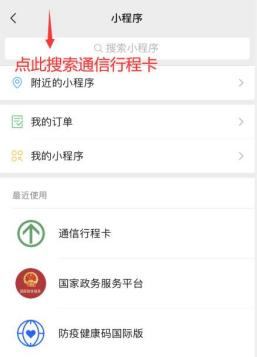 小程序
搜索小程序
点此搜索通信行程卡
附近的小程序
我的订单
我的小程序
最近使用
通信行程卡
国家政务服务平台
防疫健康码国际版